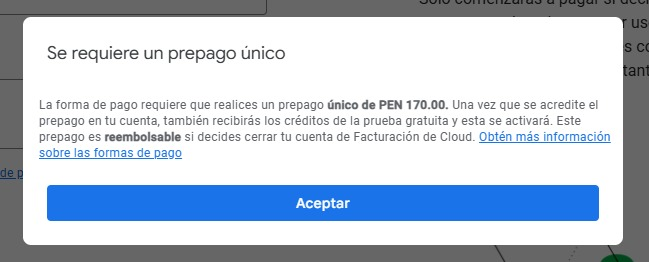 Solo comenzarás a pagar si deci
Se requiere un prepago único
La forma de pago requiere que realices un prepago único de PEN 170.00. Una vez que se acredite el
prepago en tu cuenta, también recibirás los créditos de la prueba gratuita y esta se activará. Este
prepago es reembolsable si decides cerrar tu cuenta de Facturación de Cloud. Obtén más información
sobre las formas de pago
de p
Aceptar